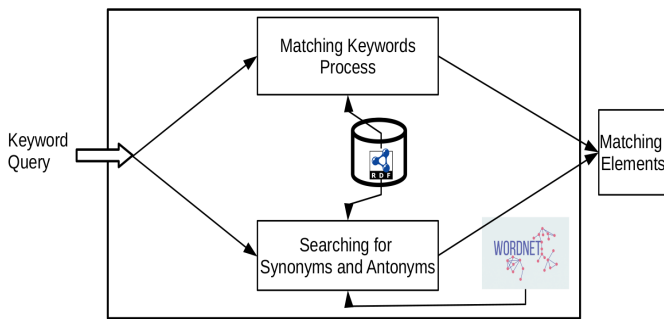 Matching Keywords
Process
Keyword
Query
RDF
Matching
Elements
Searching for
Synonyms and Antonyms
WORDNET